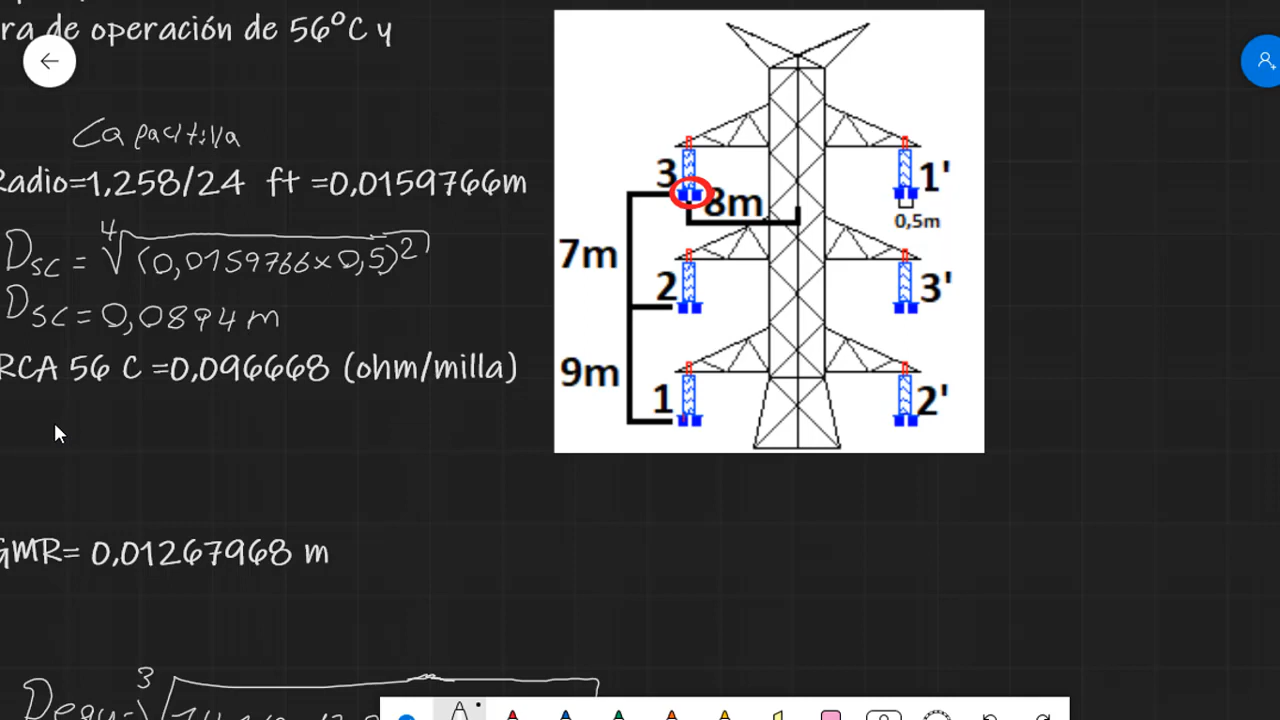 ra de operación de 56°C y
Capacitiva
Radio=1,258/24 ft =0,0159766m
Dsc = ⁴√(0,0159766×0,5)²
Dsc = 0,0894 m
RCA 56 C =0,096668 (ohm/milla)
GMR= 0,01267968 m
3
1'
8m
0,5m
7m
2
3'
9m
1
2'